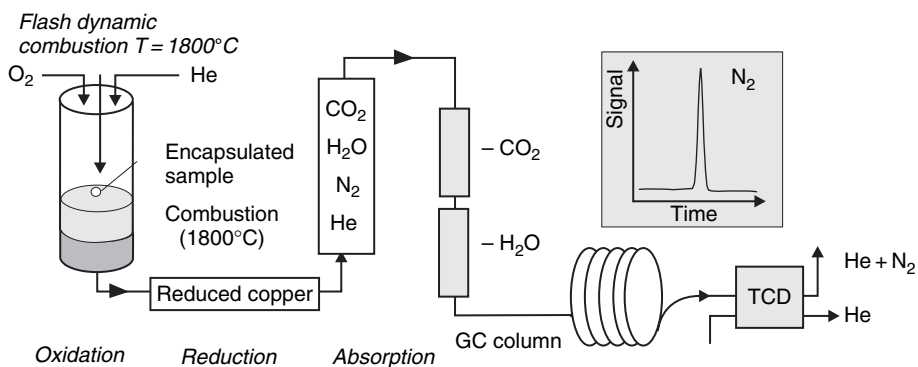 Flash dynamic
combustion T = 1800°C
O₂
He
Encapsulated
sample
Combustion
(1800°C)
Reduced copper
CO₂
H₂O
N₂
He
– CO₂
– H₂O
GC column
Signal
N₂
Time
TCD
He + N₂
He
Oxidation
Reduction
Absorption